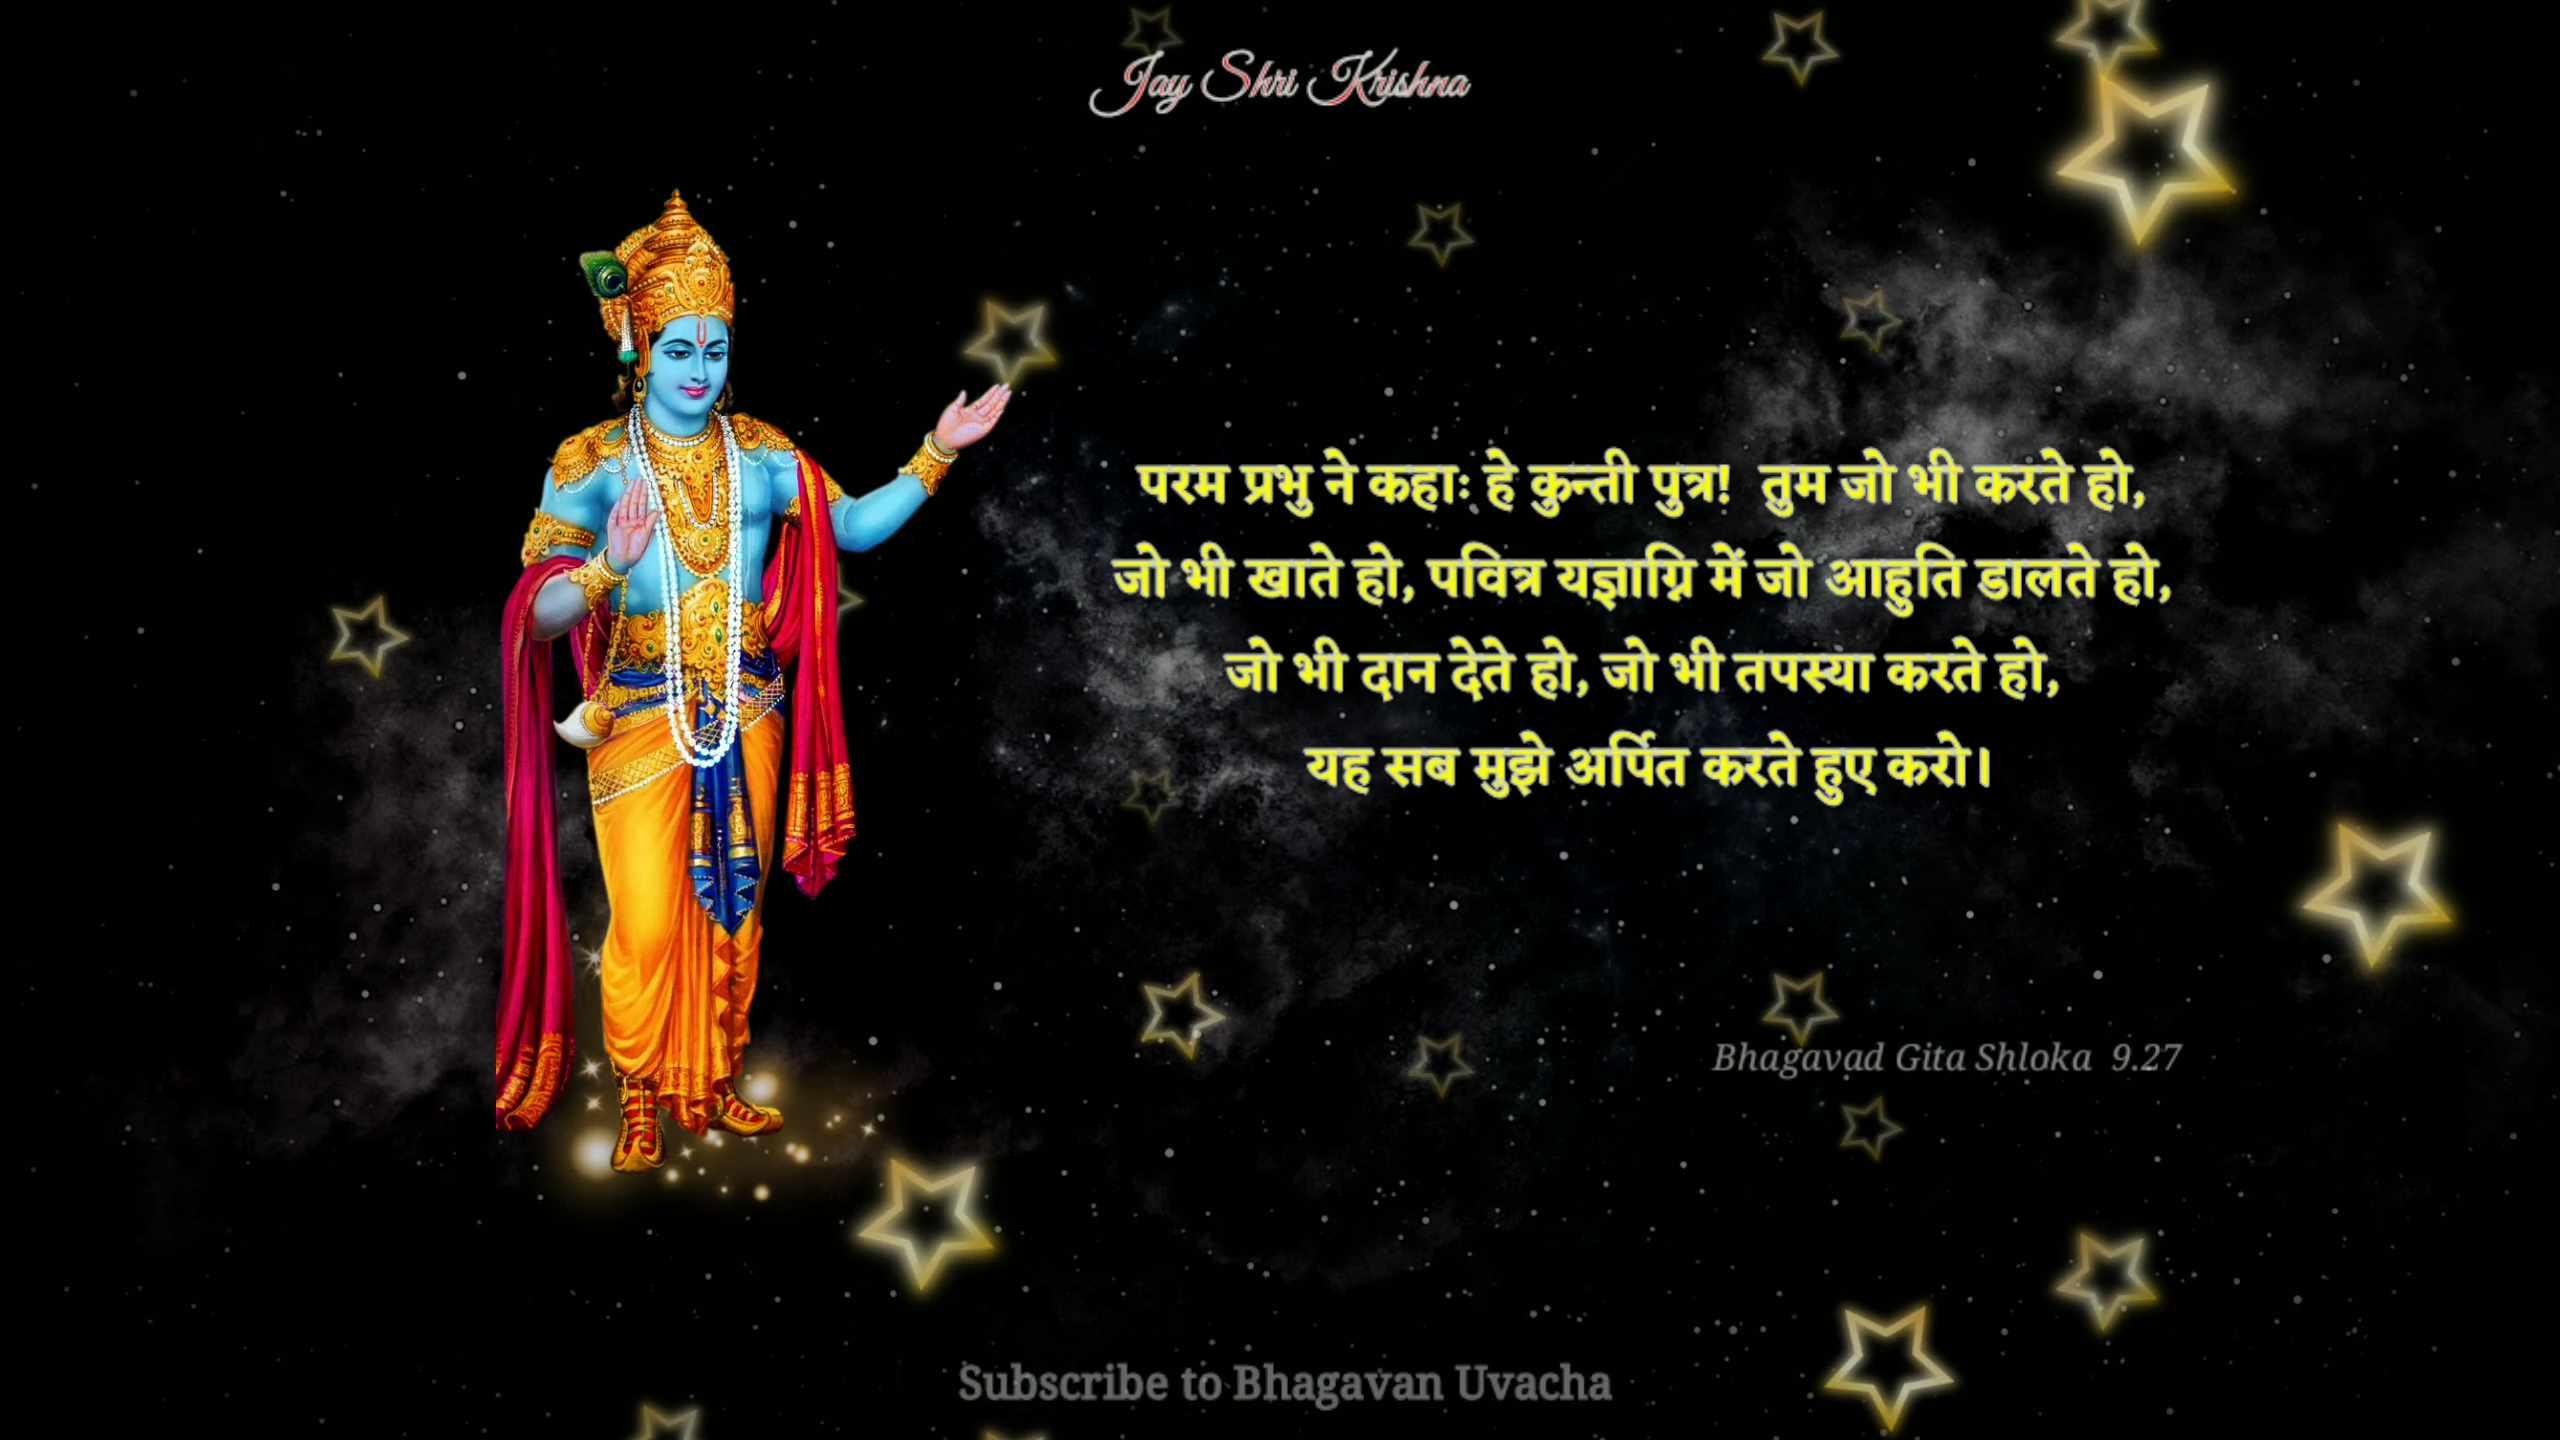 Jay Shri Krishna
परम प्रभु ने कहाः हे कुन्ती पुत्र! तुम जो भी करते हो,
जो भी खाते हो, पवित्र यज्ञाग्नि में जो आहुति डालते हो,
जो भी दान देते हो, जो भी तपस्या करते हो,
यह सब मुझे अर्पित करते हुए करो।
Bhagavad Gita Shloka 9.27
Subscribe to Bhagavan Uvacha